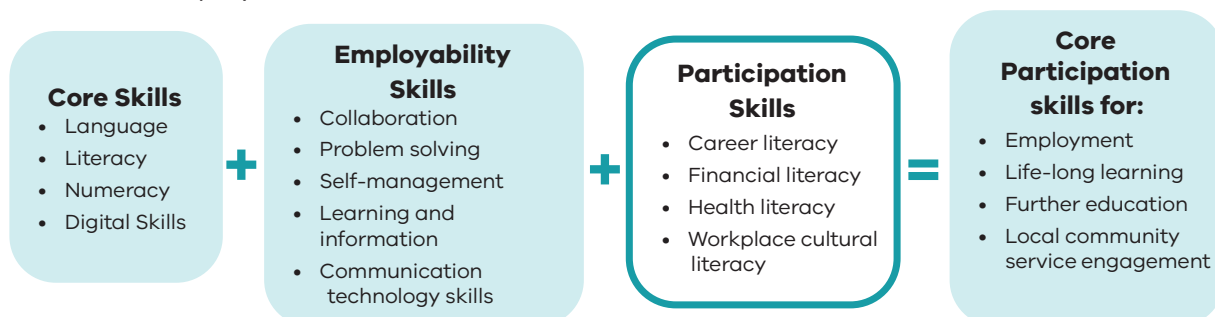 Core Skills
• Language
• Literacy
• Numeracy
• Digital Skills
+
Employability
Skills
• Collaboration
• Problem solving
• Self-management
• Learning and
information
• Communication
technology skills
+
Participation
Skills
• Career literacy
• Financial literacy
• Health literacy
• Workplace cultural
literacy
=
Core
Participation
skills for:
• Employment
• Life-long learning
• Further education
• Local community
service engagement